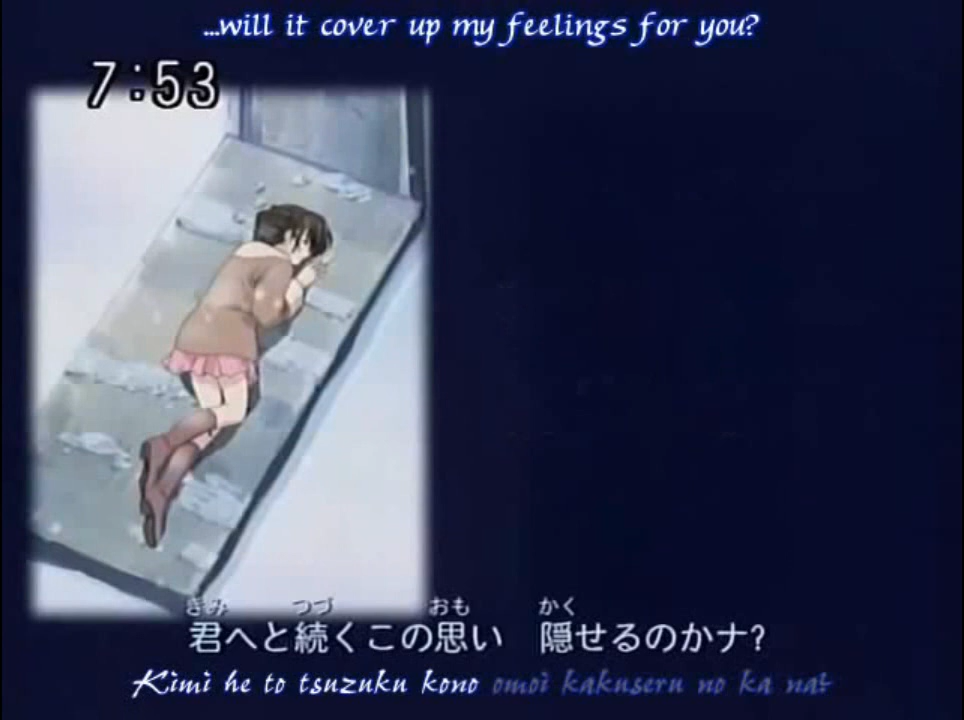 ...will it cover up my feelings for you?
7:53
きみ つづ おも かく
君へと続くこの思い 隠せるのかナ?
Kimi he to tsuzuku kono omoi kakuseru no ka na?